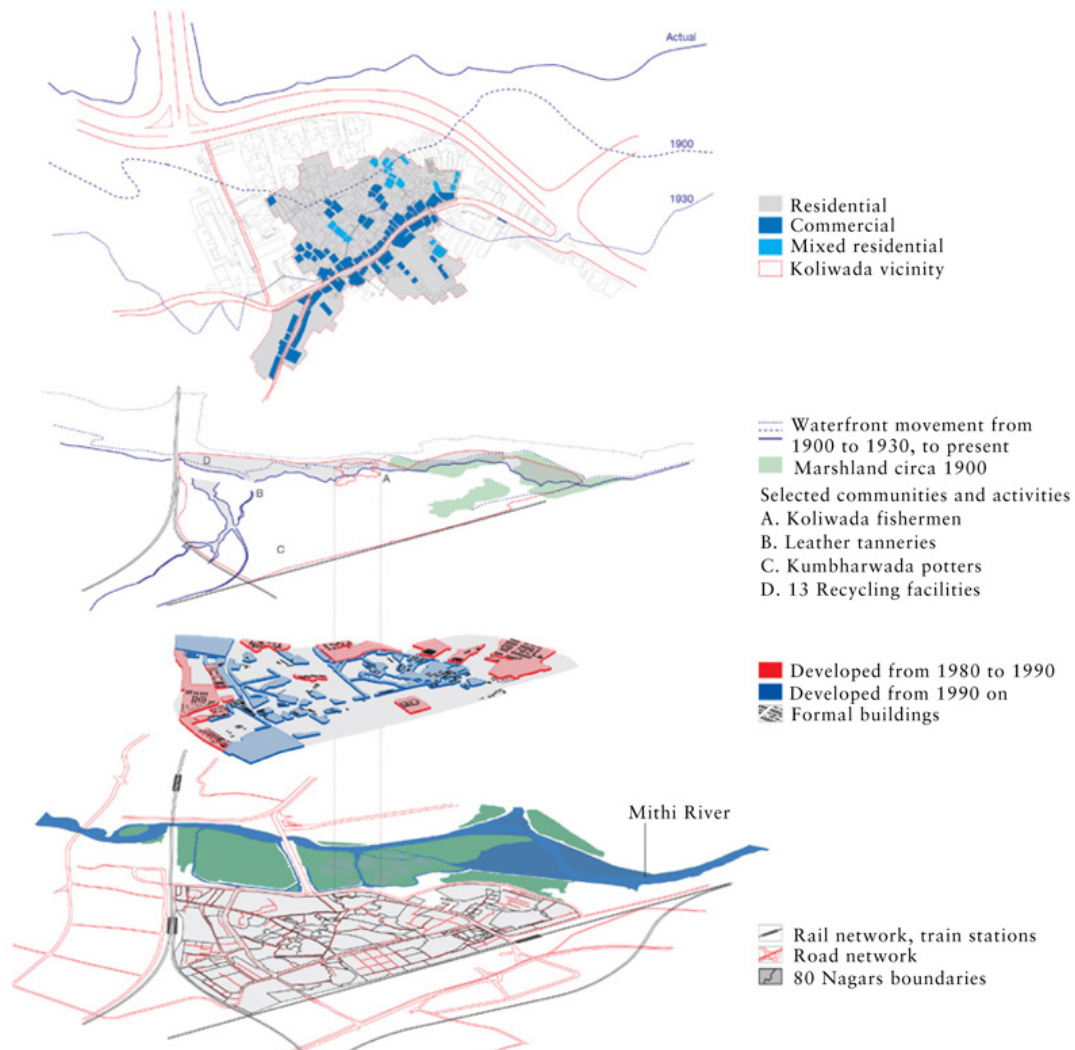 Actual
1900
1930
Residential
Commercial
Mixed residential
Koliwada vicinity
D
B
A
C
Waterfront movement from
1900 to 1930, to present
Marshland circa 1900
Selected communities and activities
A. Koliwada fishermen
B. Leather tanneries
C. Kumbharwada potters
D. 13 Recycling facilities
Developed from 1980 to 1990
Developed from 1990 on
Formal buildings
Mithi River
Rail network, train stations
Road network
80 Nagars boundaries